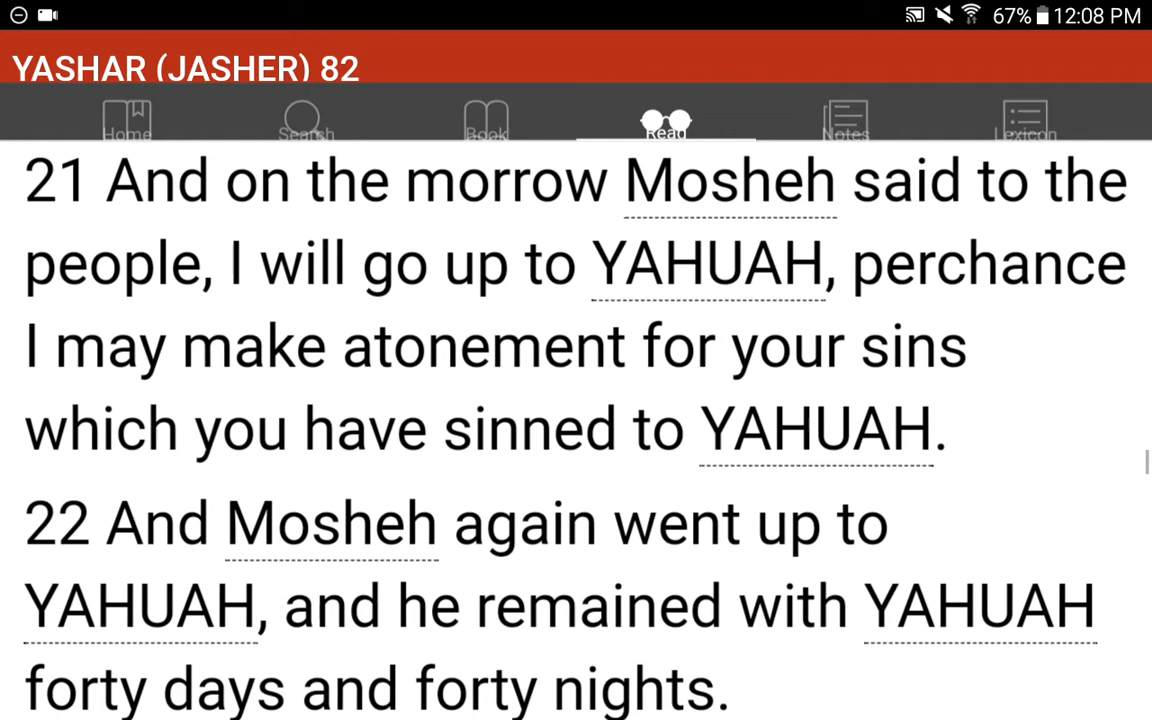 67% 12:08 PM
YASHAR (JASHER) 82
Home Search Book Read Notes Lexicon
21 And on the morrow Mosheh said to the
people, I will go up to YAHUAH, perchance
I may make atonement for your sins
which you have sinned to YAHUAH.
22 And Mosheh again went up to
YAHUAH, and he remained with YAHUAH
forty days and forty nights.